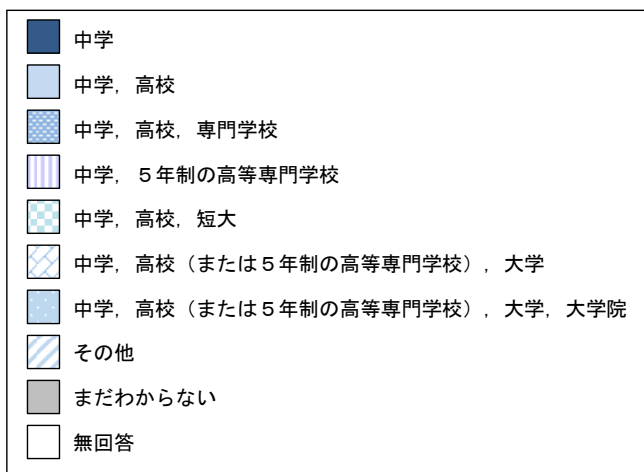 中学
中学，高校
中学，高校，専門学校
中学，５年制の高等専門学校
中学，高校，短大
中学，高校（または５年制の高等専門学校），大学
中学，高校（または５年制の高等専門学校），大学，大学院
その他
まだわからない
無回答